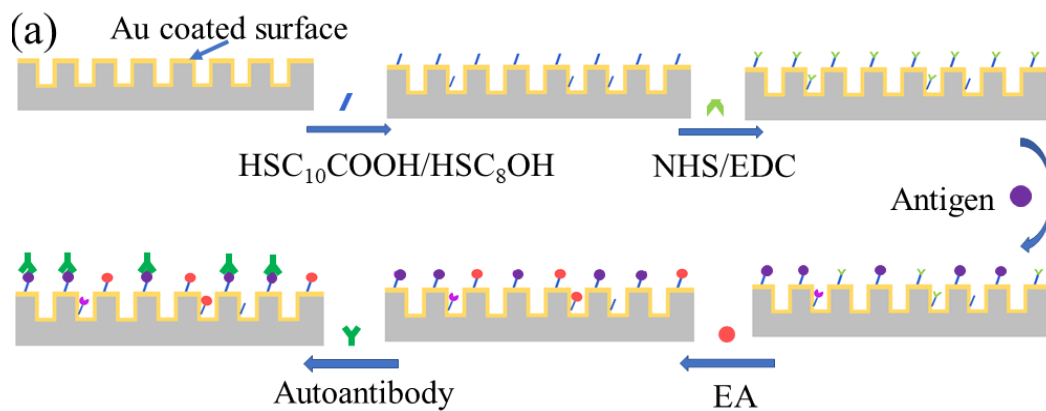 (a)
Au coated surface
HSC₁₀COOH/HSC₈OH
NHS/EDC
Antigen
Autoantibody
EA